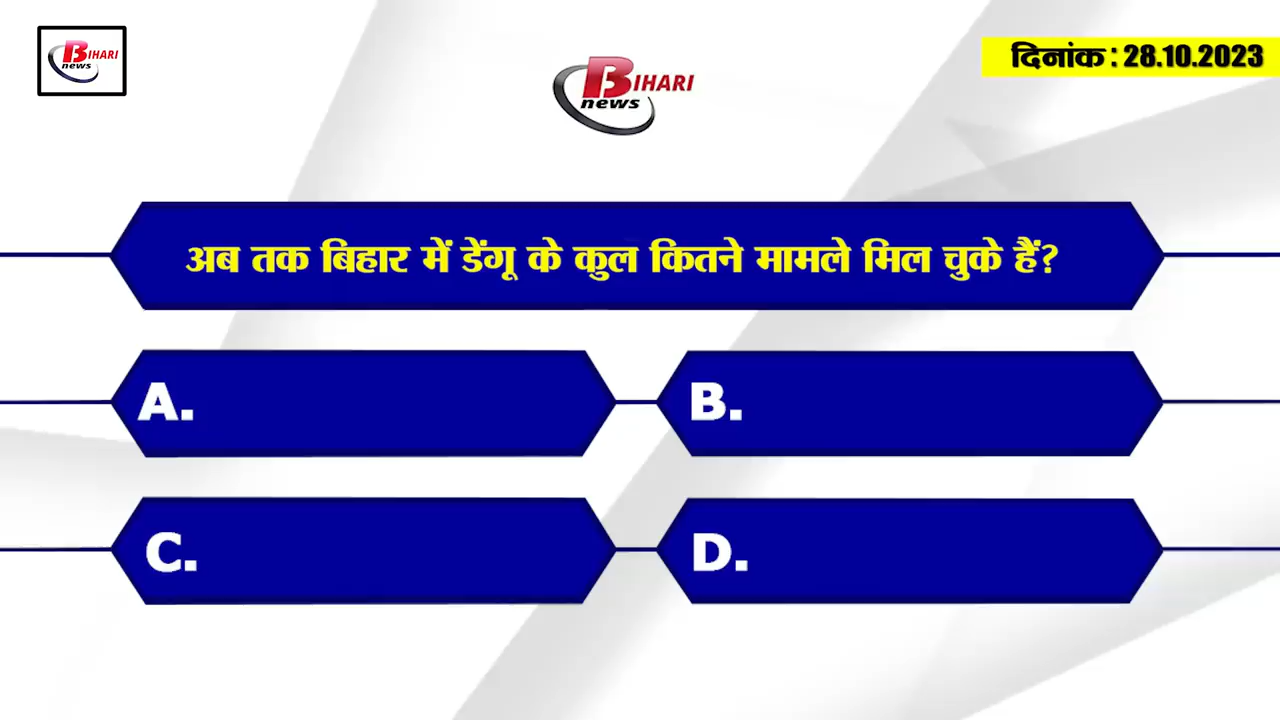 BIHARI
news
दिनांक : 28.10.2023
BIHARI
news
अब तक बिहार में डेंगू के कुल कितने मामले मिल चुके हैं?
A.
B.
C.
D.